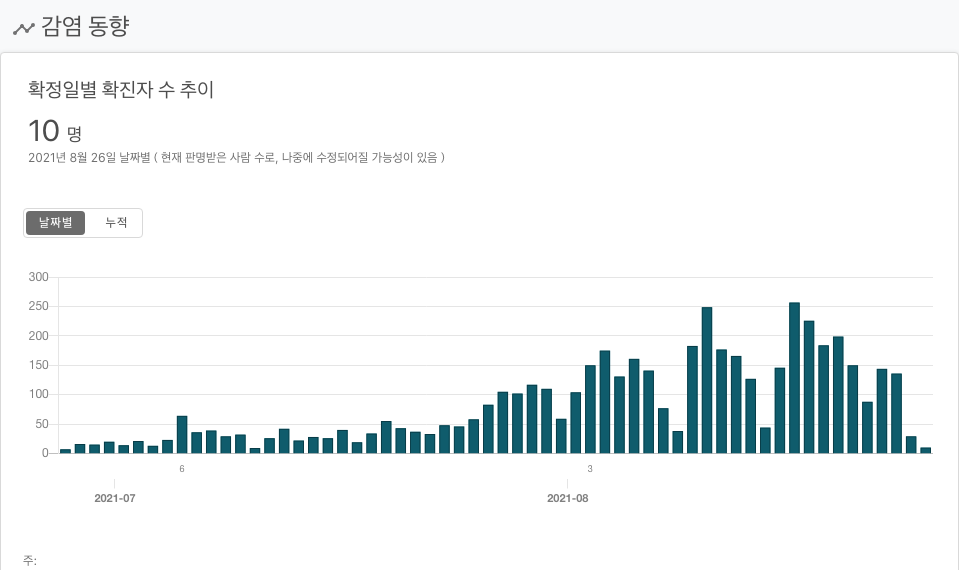 감염 동향
확정일별 확진자 수 추이
10 명
2021년 8월 26일 날짜별 ( 현재 판명받은 사람 수로, 나중에 수정되어질 가능성이 있음 )
날짜별 누적
300
250
200
150
100
50
0
6 3
2021-07 2021-08
주: